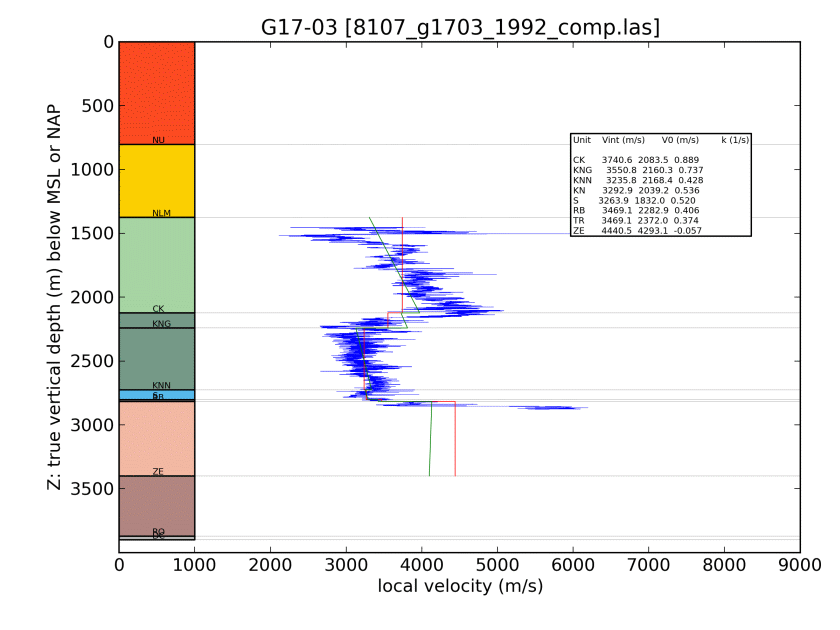 G17-03 [8107_g1703_1992_comp.las]
0
500
1000
1500
2000
2500
3000
3500
Z: true vertical depth (m) below MSL or NAP
NU
NLM
CK
KNG
KNN
ZE
RO
Unit Vint (m/s) V0 (m/s) k (1/s)
CK 3740.6 2083.5 0.889
KNG 3550.8 2160.3 0.737
KNN 3235.8 2168.4 0.428
KN 3292.9 2039.2 0.536
S 3263.9 1832.0 0.520
RB 3469.1 2282.9 0.406
TR 3469.1 2372.0 0.374
ZE 4440.5 4293.1 -0.057
0 1000 2000 3000 4000 5000 6000 7000 8000 9000
local velocity (m/s)